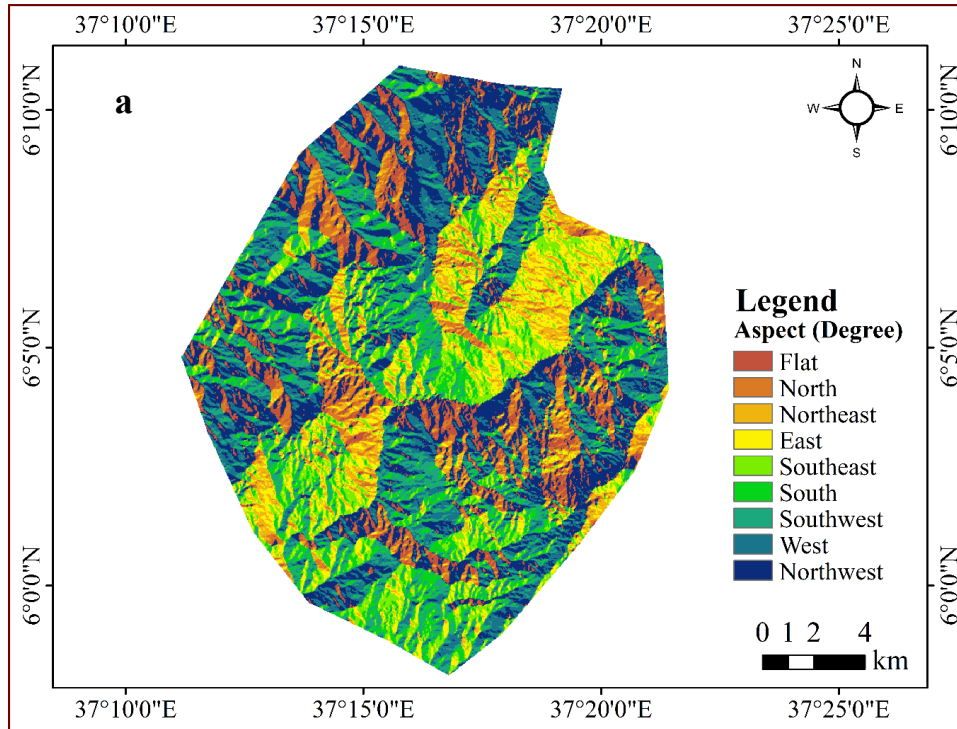 37°10'0"E 37°15'0"E 37°20'0"E 37°25'0"E
a
N
W E
S
6°10'0"N 6°10'0"N
6°5'0"N 6°5'0"N
6°0'0"N 6°0'0"N
Legend
Aspect (Degree)
Flat
North
Northeast
East
Southeast
South
Southwest
West
Northwest
0 1 2 4
km
37°10'0"E 37°15'0"E 37°20'0"E 37°25'0"E